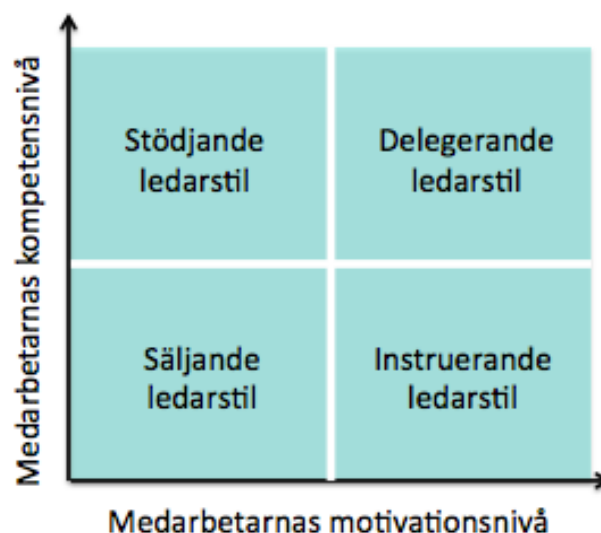 Medarbetarnas kompetensnivå
Stödjande
ledarstil
Delegerande
ledarstil
Säljande
ledarstil
Instruerande
ledarstil
Medarbetarnas motivationsnivå